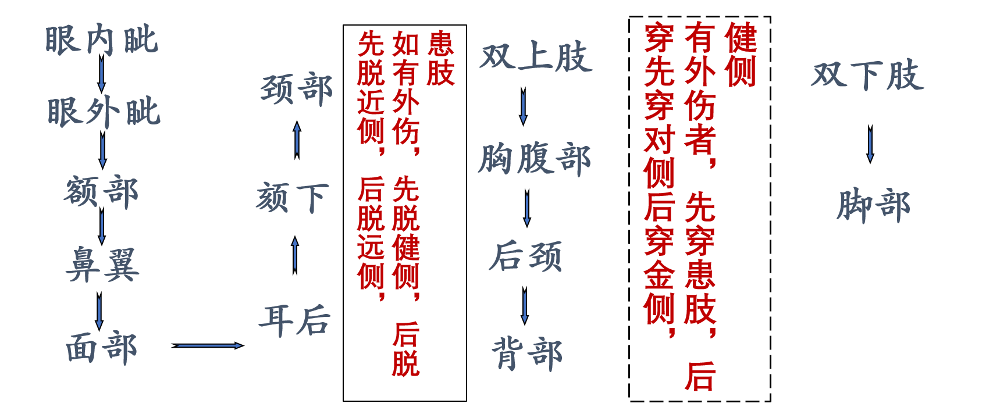 眼内眦
眼外眦
额部
鼻翼
面部
耳后
颏下
颈部
先脱近侧，后脱远侧，
如有外伤，先脱健侧，后脱
患肢
双上肢
胸腹部
后颈
背部
穿先穿对侧后穿金侧，
有外伤者，先穿患肢，后
健侧
双下肢
脚部